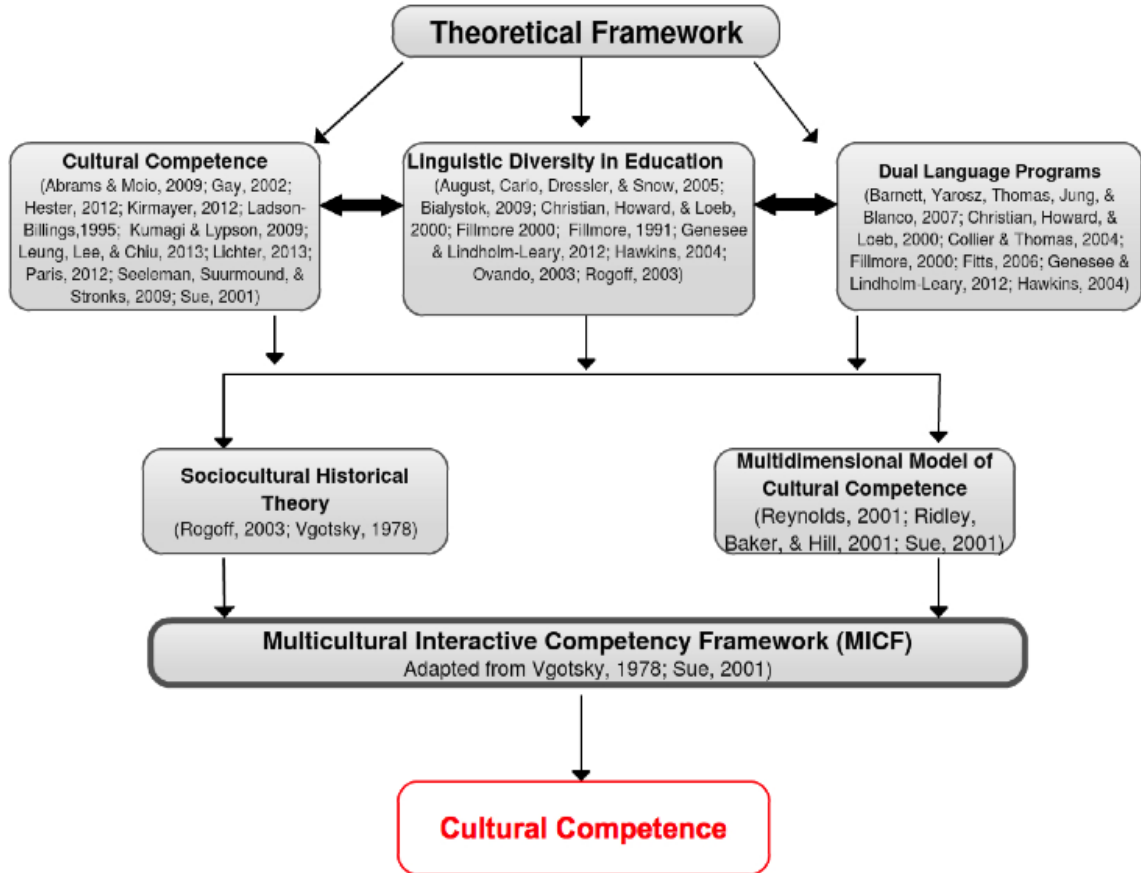 Theoretical Framework
Cultural Competence
(Abrams & Moio, 2009; Gay, 2002;
Hester, 2012; Kirmayer, 2012; Ladson-
Billings,1995; Kumagi & Lypson, 2009;
Leung, Lee, & Chiu, 2013; Lichter, 2013;
Paris, 2012; Seeleman, Suurmound, &
Stronks, 2009; Sue, 2001)
Linguistic Diversity in Education
(August, Carlo, Dressler, & Snow, 2005;
Bialystok, 2009; Christian, Howard, & Loeb,
2000; Fillmore 2000; Fillmore, 1991; Genesee
& Lindholm-Leary, 2012; Hawkins, 2004;
Ovando, 2003; Rogoff, 2003)
Dual Language Programs
(Barnett, Yarosz, Thomas, Jung, &
Blanco, 2007; Christian, Howard, &
Loeb, 2000; Collier & Thomas, 2004;
Fillmore, 2000; Fitts, 2006; Genesee
& Lindholm-Leary, 2012; Hawkins, 2004)
Sociocultural Historical
Theory
(Rogoff, 2003; Vgotsky, 1978)
Multidimensional Model of
Cultural Competence
(Reynolds, 2001; Ridley,
Baker, & Hill, 2001; Sue, 2001)
Multicultural Interactive Competency Framework (MICF)
Adapted from Vgotsky, 1978; Sue, 2001)
Cultural Competence